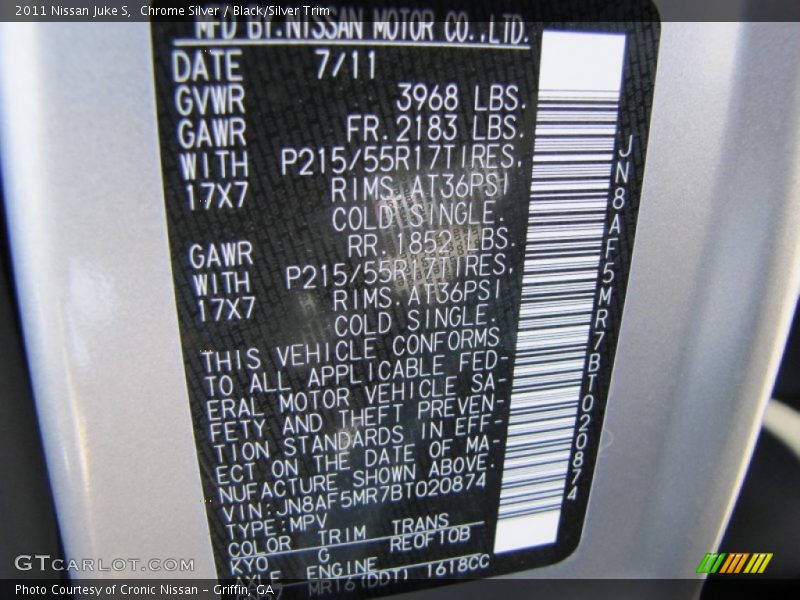 2011 Nissan Juke S,  Chrome Silver / Black/Silver Trim
MFD BY.NISSAN MOTOR CO.,LTD.
DATE 7/11
GVWR 3968 LBS.
GAWR FR.2183 LBS.
WITH P215/55R17TIRES,
17X7 RIMS,AT36PSI
COLD SINGLE.
GAWR RR.1852 LBS.
WITH P215/55R17TIRES,
17X7 RIMS,AT36PSI
COLD SINGLE.
THIS VEHICLE CONFORMS
TO ALL APPLICABLE FED-
ERAL MOTOR VEHICLE SA-
FETY AND THEFT PREVEN-
TION STANDARDS IN EFF-
ECT ON THE DATE OF MA-
NUFACTURE SHOWN ABOVE.
VIN:JN8AF5MR7BT020874
TYPE:MPV
COLOR TRIM TRANS
KY0 G RE0F10B
AXLE ENGINE
MR16(DDT) 1618CC
JN8AF5MR7BT020874
GTCarLot.com
Photo Courtesy of Cronic Nissan – Griffin, GA